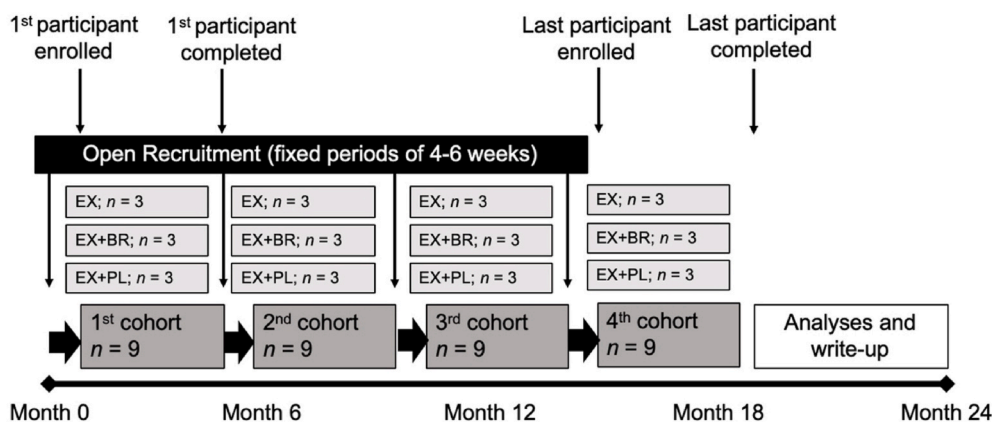 1st participant
enrolled
1st participant
completed
Last participant
enrolled
Last participant
completed
Open Recruitment (fixed periods of 4-6 weeks)
EX; n = 3
EX+BR; n = 3
EX+PL; n = 3
EX; n = 3
EX+BR; n = 3
EX+PL; n = 3
EX; n = 3
EX+BR; n = 3
EX+PL; n = 3
EX; n = 3
EX+BR; n = 3
EX+PL; n = 3
1st cohort
n = 9
2nd cohort
n = 9
3rd cohort
n = 9
4th cohort
n = 9
Analyses and
write-up
Month 0
Month 6
Month 12
Month 18
Month 24